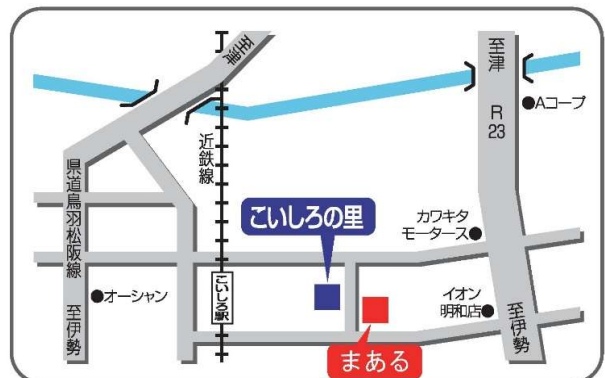 至津
至津
R
23
●Aコープ
近鉄線
県道鳥羽松阪線
こいしろの里
カワキタ
モータース●
こいしろ駅
●オーシャン
イオン
明和店●
至伊勢
至伊勢
まある